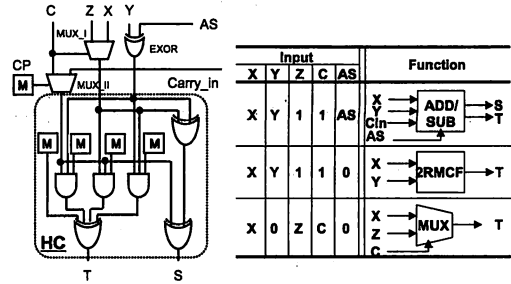 C Z X Y
AS
MUX_I
EXOR
CP
M
MUX_II
Carry_in
M M M M
HC
T S
Input Function
X Y Z C AS
X Y 1 1 AS
X
Y
CIn
AS
ADD/
SUB
S
T
X Y 1 1 0
X
Y
2RMCF
T
X 0 Z C 0
X
Z
C
MUX
T